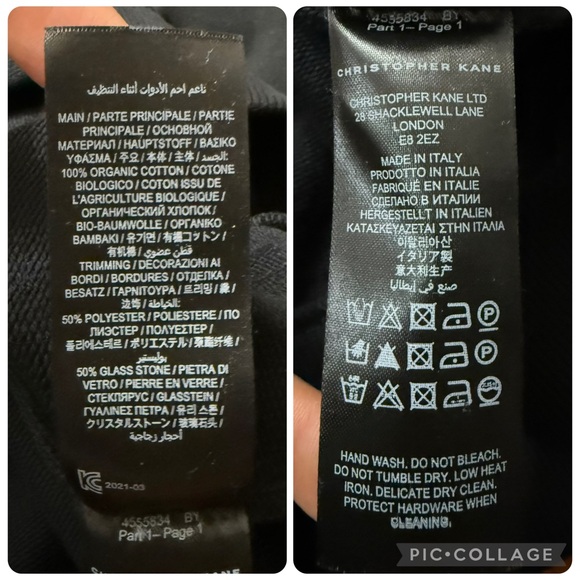 ناعم احم الأدوات أثناء التنظيف
MAIN / PARTE PRINCIPALE / PARTIE
PRINCIPALE / ОСНОВНОЙ
МАТЕРИАЛ / HAUPTSTOFF / ΒΑΣΙΚΟ
ΥΦΑΣΜΑ / 주요 / 本体 / 主体 / الجسد:
100% ORGANIC COTTON / COTONE
BIOLOGICO / COTON ISSU DE
L'AGRICULTURE BIOLOGIQUE /
ОРГАНИЧЕСКИЙ ХЛОПОК /
BIO-BAUMWOLLE / ΟΡΓΑΝΙΚΟ
ΒΑΜΒΑΚΙ / 유기면 / 有機コットン /
有机棉 / قطن عضوي
TRIMMING / DECORAZIONI AI
BORDI / BORDURES / ОТДЕЛКА /
BESATZ / ΓΑΡΝΙΤΟΥΡΑ / 트리밍 / 縁 /
边饰 / الخياطة:
50% POLYESTER / POLIESTERE / ПО
ЛИЭСТЕР / ΠΟΛΥΕΣΤΕΡ /
폴리에스테르 / ポリエステル / 聚酯纤维 /
بوليستير
50% GLASS STONE / PIETRA DI
VETRO / PIERRE EN VERRE /
СТЕКЛЯРУС / GLASSTEIN /
ΓΥΑΛΙΝΕΣ ΠΕΤΡΑ / 유리 스톤 /
クリスタルストーン / 玻璃石头 /
أحجار زجاجية
KC 2021-03
4555834 BY
Part 1– Page 1
CHRISTOPHER KANE
4555834 BY
Part 1– Page 1
CHRISTOPHER KANE
CHRISTOPHER KANE LTD
28 SHACKLEWELL LANE
LONDON
E8 2EZ
MADE IN ITALY
PRODOTTO IN ITALIA
FABRIQUÉ EN ITALIE
СДЕЛАНО В ИТАЛИИ
HERGESTELLT IN ITALIEN
ΚΑΤΑΣΚΕΥΑΖΕΤΑΙ ΣΤΗΝ ΙΤΑΛΙΑ
이탈리아산
イタリア製
意大利生产
صنع في إيطاليا
HAND WASH. DO NOT BLEACH.
DO NOT TUMBLE DRY. LOW HEAT
IRON. DELICATE DRY CLEAN.
PROTECT HARDWARE WHEN
CLEANING.
PIC•COLLAGE